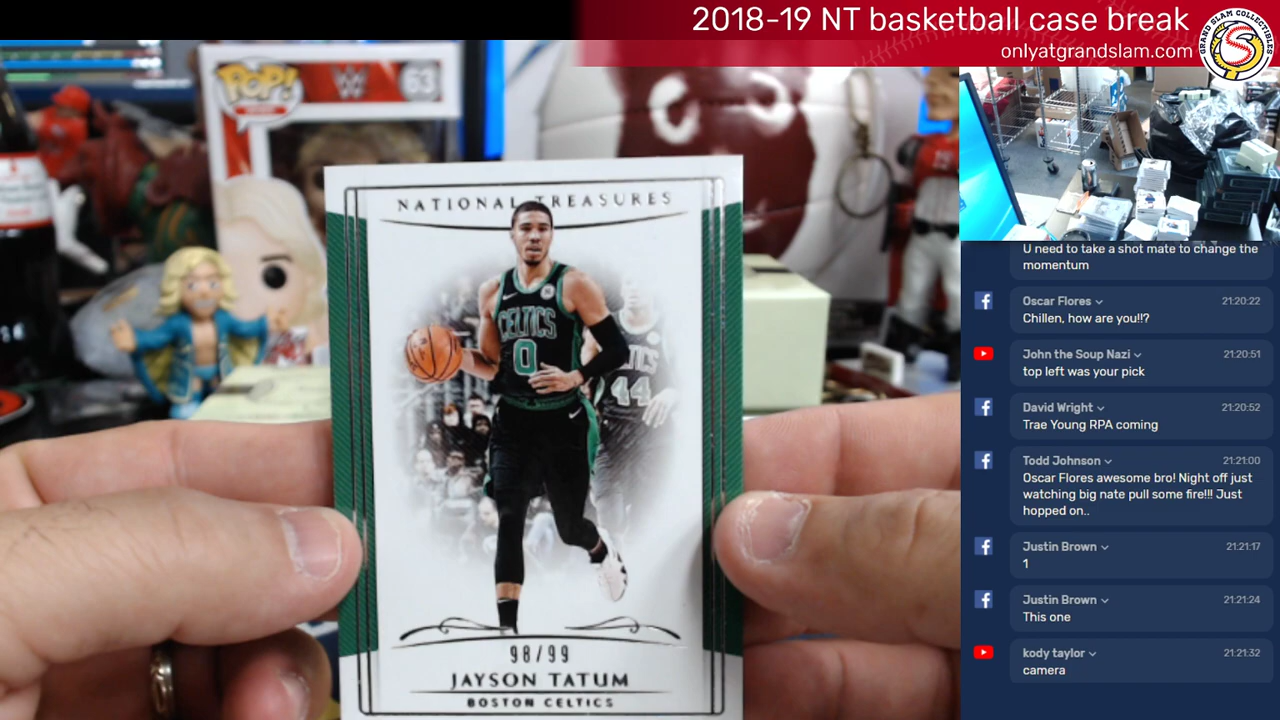 2018-19 NT basketball case break
onlyatgrandslam.com
GRAND SLAM COLLECTIBLES
POP!
W
63
NATIONAL TREASURES
CELTICS
0
44
98/99
JAYSON TATUM
BOSTON CELTICS
U need to take a shot mate to change the
momentum
Oscar Flores 21:20:22
Chillen, how are you!!?
John the Soup Nazi 21:20:51
top left was your pick
David Wright 21:20:52
Trae Young RPA coming
Todd Johnson 21:21:00
Oscar Flores awesome bro! Night off just
watching big nate pull some fire!!! Just
hopped on..
Justin Brown 21:21:17
1
Justin Brown 21:21:24
This one
kody taylor 21:21:32
camera